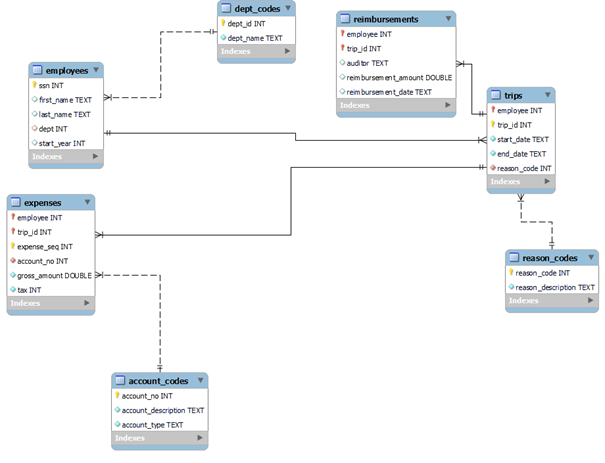 dept_codes
dept_id INT
dept_name TEXT
Indexes
reimbursements
employee INT
trip_id INT
auditor TEXT
reimbursement_amount DOUBLE
reimbursement_date TEXT
Indexes
employees
ssn INT
first_name TEXT
last_name TEXT
dept INT
start_year INT
Indexes
trips
employee INT
trip_id INT
start_date TEXT
end_date TEXT
reason_code INT
Indexes
expenses
employee INT
trip_id INT
expense_seq INT
account_no INT
gross_amount DOUBLE
tax INT
Indexes
reason_codes
reason_code INT
reason_description TEXT
Indexes
account_codes
account_no INT
account_description TEXT
account_type TEXT
Indexes